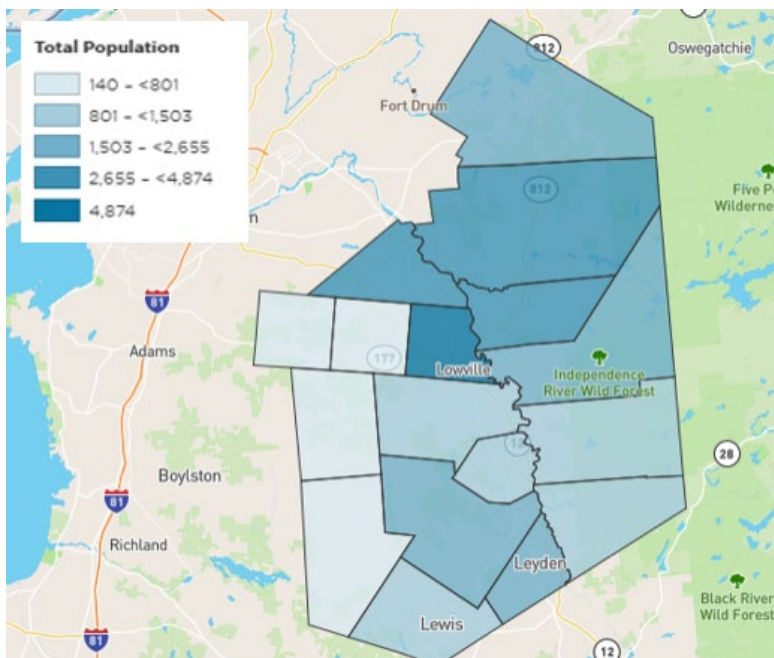 Total Population
140 - <801
801 - <1,503
1,503 - <2,655
2,655 - <4,874
4,874
812
Oswegatchie
Fort Drum
812
Five P
Wilderne
n
81
Adams
177
Lowville
Independence
River Wild Forest
12
28
Boylston
81
Richland
Leyden
Black River
Wild Forest
Lewis
81
12